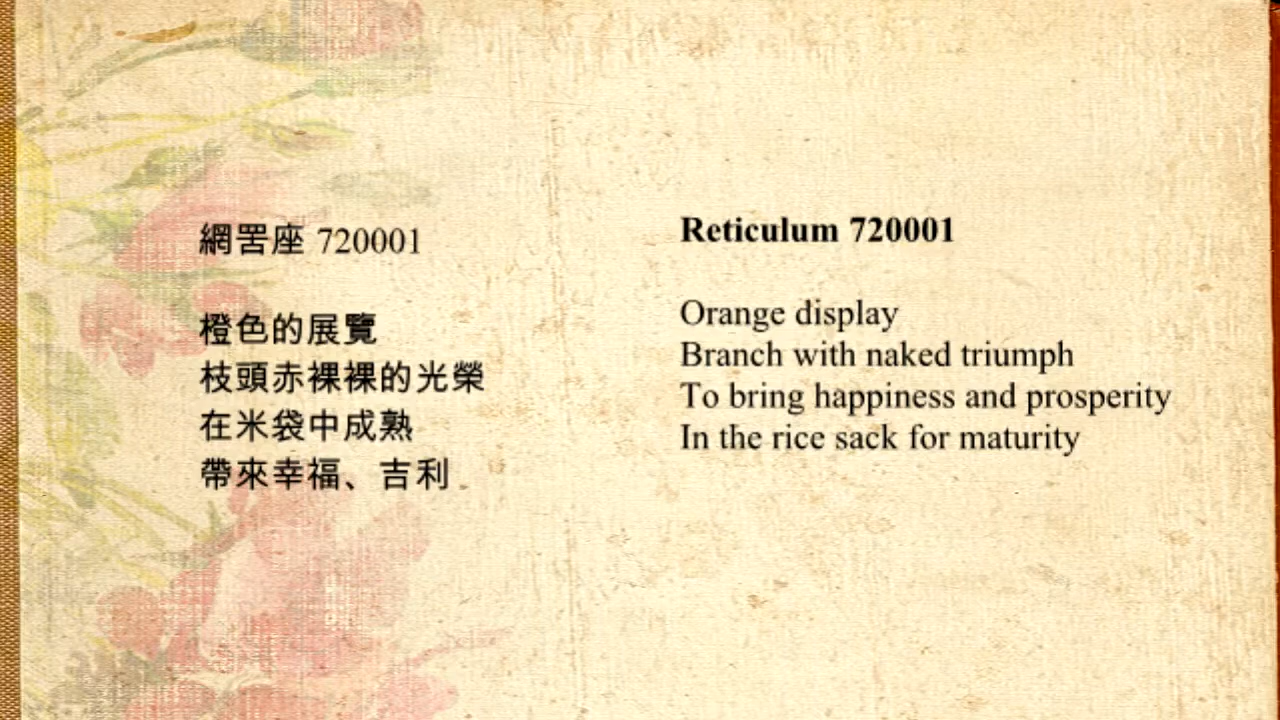 網罟座 720001
橙色的展覽
枝頭赤裸裸的光榮
在米袋中成熟
帶來幸福、吉利
Reticulum 720001
Orange display
Branch with naked triumph
To bring happiness and prosperity
In the rice sack for maturity